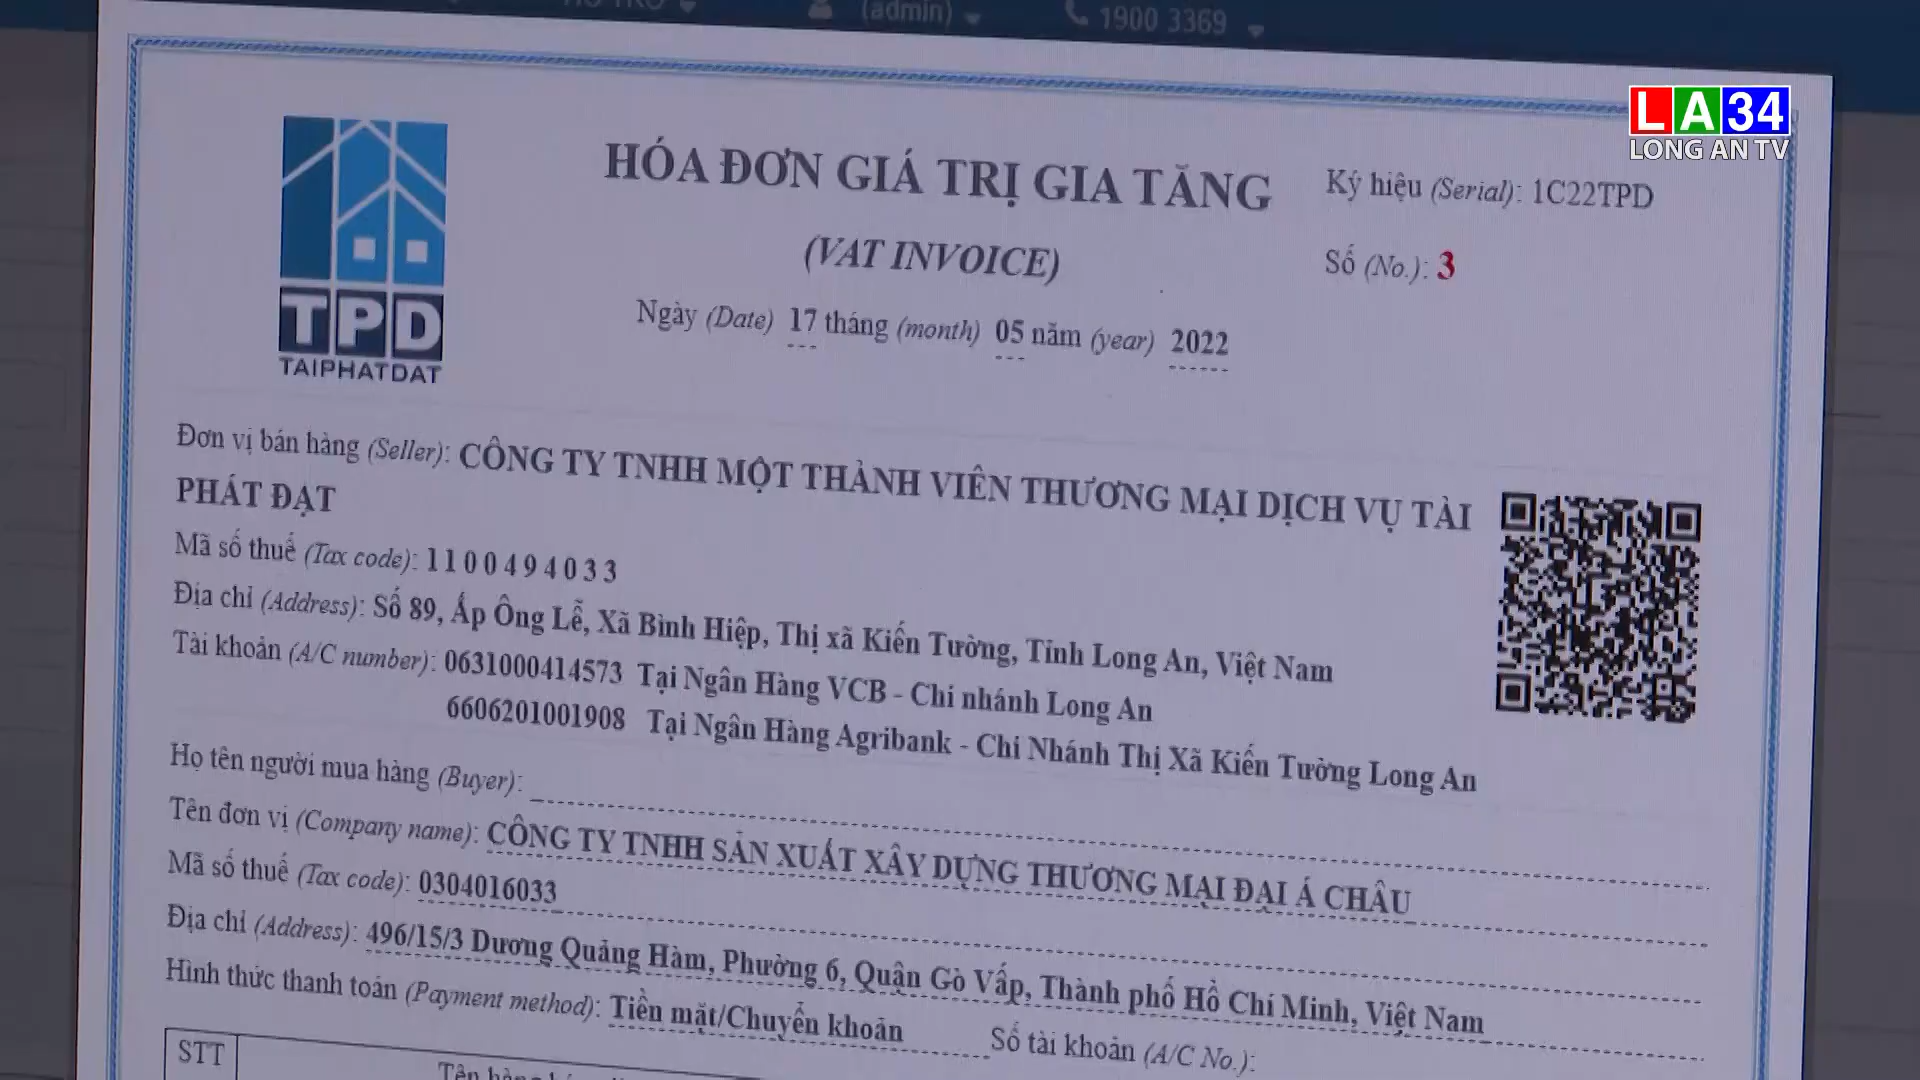 (admin)
1900 3369
LA34
LONG AN TV
TPD
TAIPHATDAT
HÓA ĐƠN GIÁ TRỊ GIA TĂNG
(VAT INVOICE)
Ngày (Date) 17 tháng (month) 05 năm (year) 2022
Ký hiệu (Serial): 1C22TPD
Số (No.): 3
Đơn vị bán hàng (Seller): CÔNG TY TNHH MỘT THÀNH VIÊN THƯƠNG MẠI DỊCH VỤ TÀI
PHÁT ĐẠT
Mã số thuế (Tax code): 1100494033
Địa chỉ (Address): Số 89, Ấp Ông Lễ, Xã Bình Hiệp, Thị xã Kiến Tường, Tỉnh Long An, Việt Nam
Tài khoản (A/C number): 0631000414573 Tại Ngân Hàng VCB - Chi nhánh Long An
6606201001908 Tại Ngân Hàng Agribank - Chi Nhánh Thị Xã Kiến Tường Long An
Họ tên người mua hàng (Buyer):
Tên đơn vị (Company name): CÔNG TY TNHH SẢN XUẤT XÂY DỰNG THƯƠNG MẠI ĐẠI Á CHÂU
Mã số thuế (Tax code): 0304016033
Địa chỉ (Address): 496/15/3 Dương Quảng Hàm, Phường 6, Quận Gò Vấp, Thành phố Hồ Chí Minh, Việt Nam
Hình thức thanh toán (Payment method): Tiền mặt/Chuyển khoản Số tài khoản (A/C No.):
STT
Tên hàng